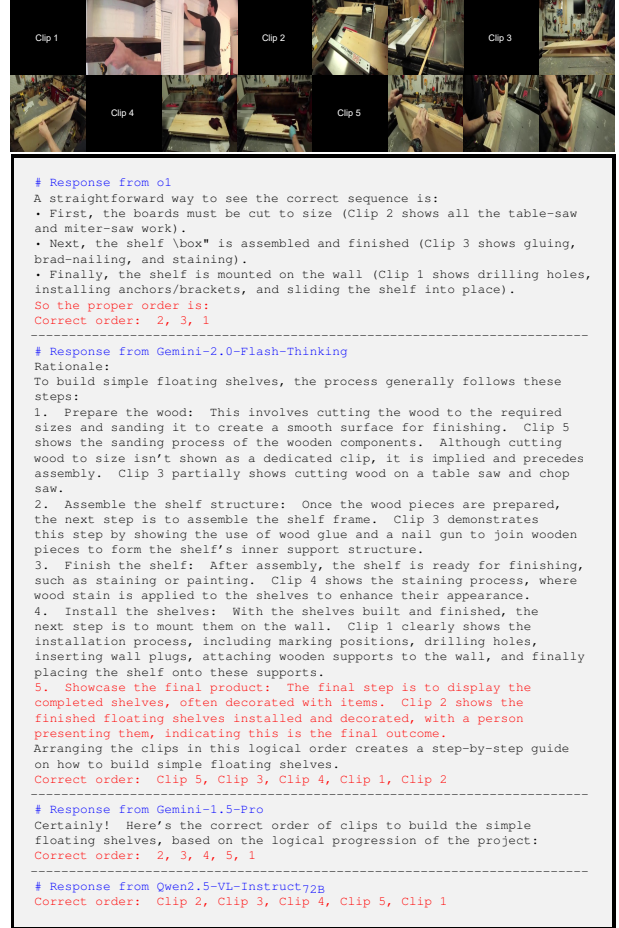 Clip 1
Clip 2
Clip 3
Clip 4
Clip 5
# Response from o1
A straightforward way to see the correct sequence is:
• First, the boards must be cut to size (Clip 2 shows all the table-saw
and miter-saw work).
• Next, the shelf \box" is assembled and finished (Clip 3 shows gluing,
brad-nailing, and staining).
• Finally, the shelf is mounted on the wall (Clip 1 shows drilling holes,
installing anchors/brackets, and sliding the shelf into place).
So the proper order is:
Correct order: 2, 3, 1
# Response from Gemini-2.0-Flash-Thinking
Rationale:
To build simple floating shelves, the process generally follows these
steps:
1. Prepare the wood: This involves cutting the wood to the required
sizes and sanding it to create a smooth surface for finishing. Clip 5
shows the sanding process of the wooden components. Although cutting
wood to size isn't shown as a dedicated clip, it is implied and precedes
assembly. Clip 3 partially shows cutting wood on a table saw and chop
saw.
2. Assemble the shelf structure: Once the wood pieces are prepared,
the next step is to assemble the shelf frame. Clip 3 demonstrates
this step by showing the use of wood glue and a nail gun to join wooden
pieces to form the shelf's inner support structure.
3. Finish the shelf: After assembly, the shelf is ready for finishing,
such as staining or painting. Clip 4 shows the staining process, where
wood stain is applied to the shelves to enhance their appearance.
4. Install the shelves: With the shelves built and finished, the
next step is to mount them on the wall. Clip 1 clearly shows the
installation process, including marking positions, drilling holes,
inserting wall plugs, attaching wooden supports to the wall, and finally
placing the shelf onto these supports.
5. Showcase the final product: The final step is to display the
completed shelves, often decorated with items. Clip 2 shows the
finished floating shelves installed and decorated, with a person
presenting them, indicating this is the final outcome.
Arranging the clips in this logical order creates a step-by-step guide
on how to build simple floating shelves.
Correct order: Clip 5, Clip 3, Clip 4, Clip 1, Clip 2
# Response from Gemini-1.5-Pro
Certainly! Here's the correct order of clips to build the simple
floating shelves, based on the logical progression of the project:
Correct order: 2, 3, 4, 5, 1
# Response from Qwen2.5-VL-Instruct72B
Correct order: Clip 2, Clip 3, Clip 4, Clip 5, Clip 1